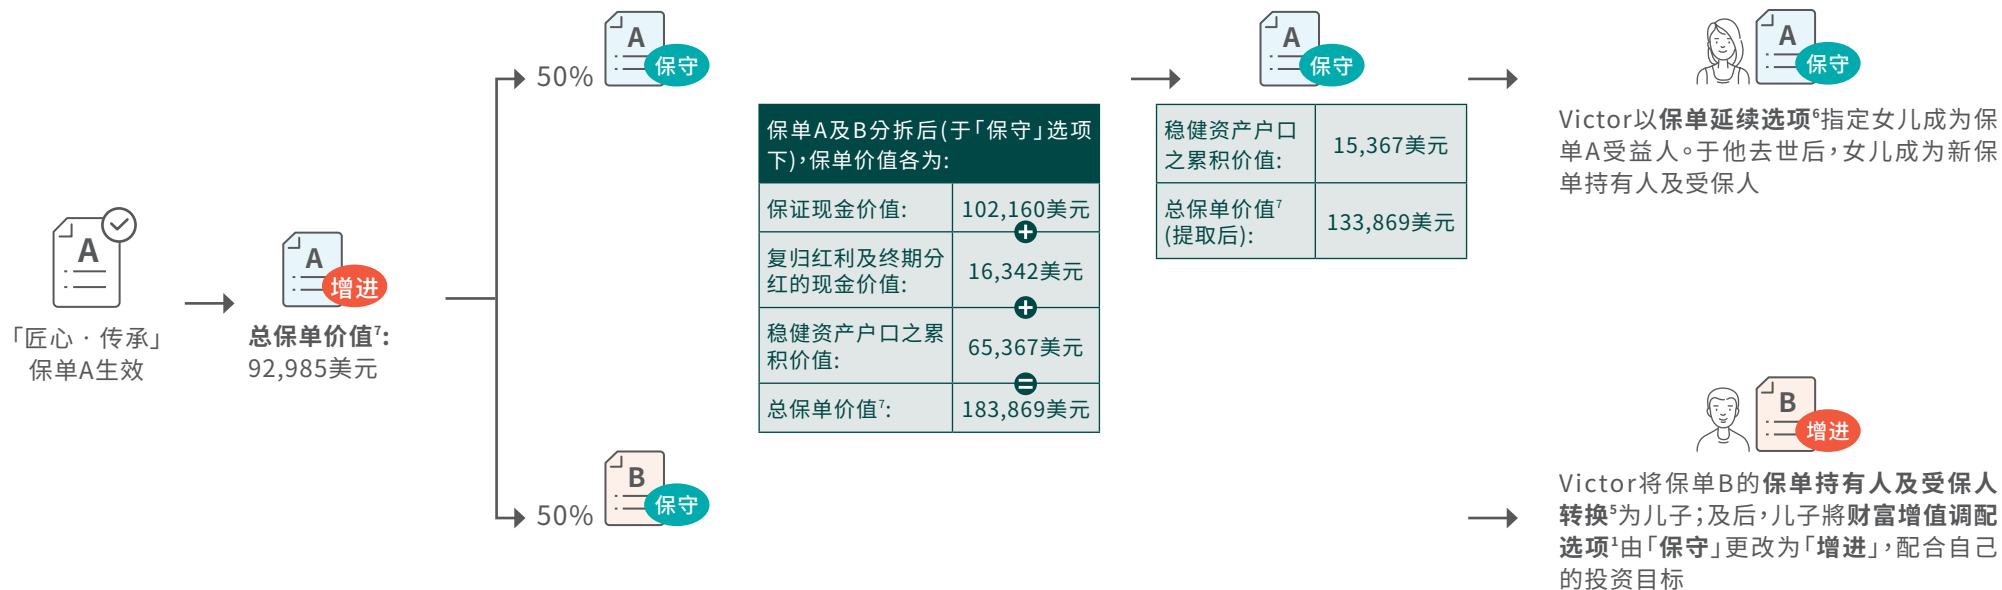 A
「匠心 · 传承」
保单A生效
A
增进
总保单价值⁷:
92,985美元
50%
A
保守
50%
B
保守
保单A及B分拆后(于「保守」选项
下),保单价值各为:
保证现金价值:
102,160美元
+
复归红利及终期分
红的现金价值:
16,342美元
+
稳健资产户口之累
积价值:
65,367美元
=
总保单价值⁷:
183,869美元
A
保守
稳健资产户口
之累积价值:
15,367美元
总保单价值⁷
(提取后):
133,869美元
A
保守
Victor以保单延续选项⁶指定女儿成为保
单A受益人。于他去世后,女儿成为新保
单持有人及受保人
B
增进
Victor将保单B的保单持有人及受保人
转换⁵为儿子;及后,儿子將财富增值调配
选项¹由「保守」更改为「增进」,配合自己
的投资目标